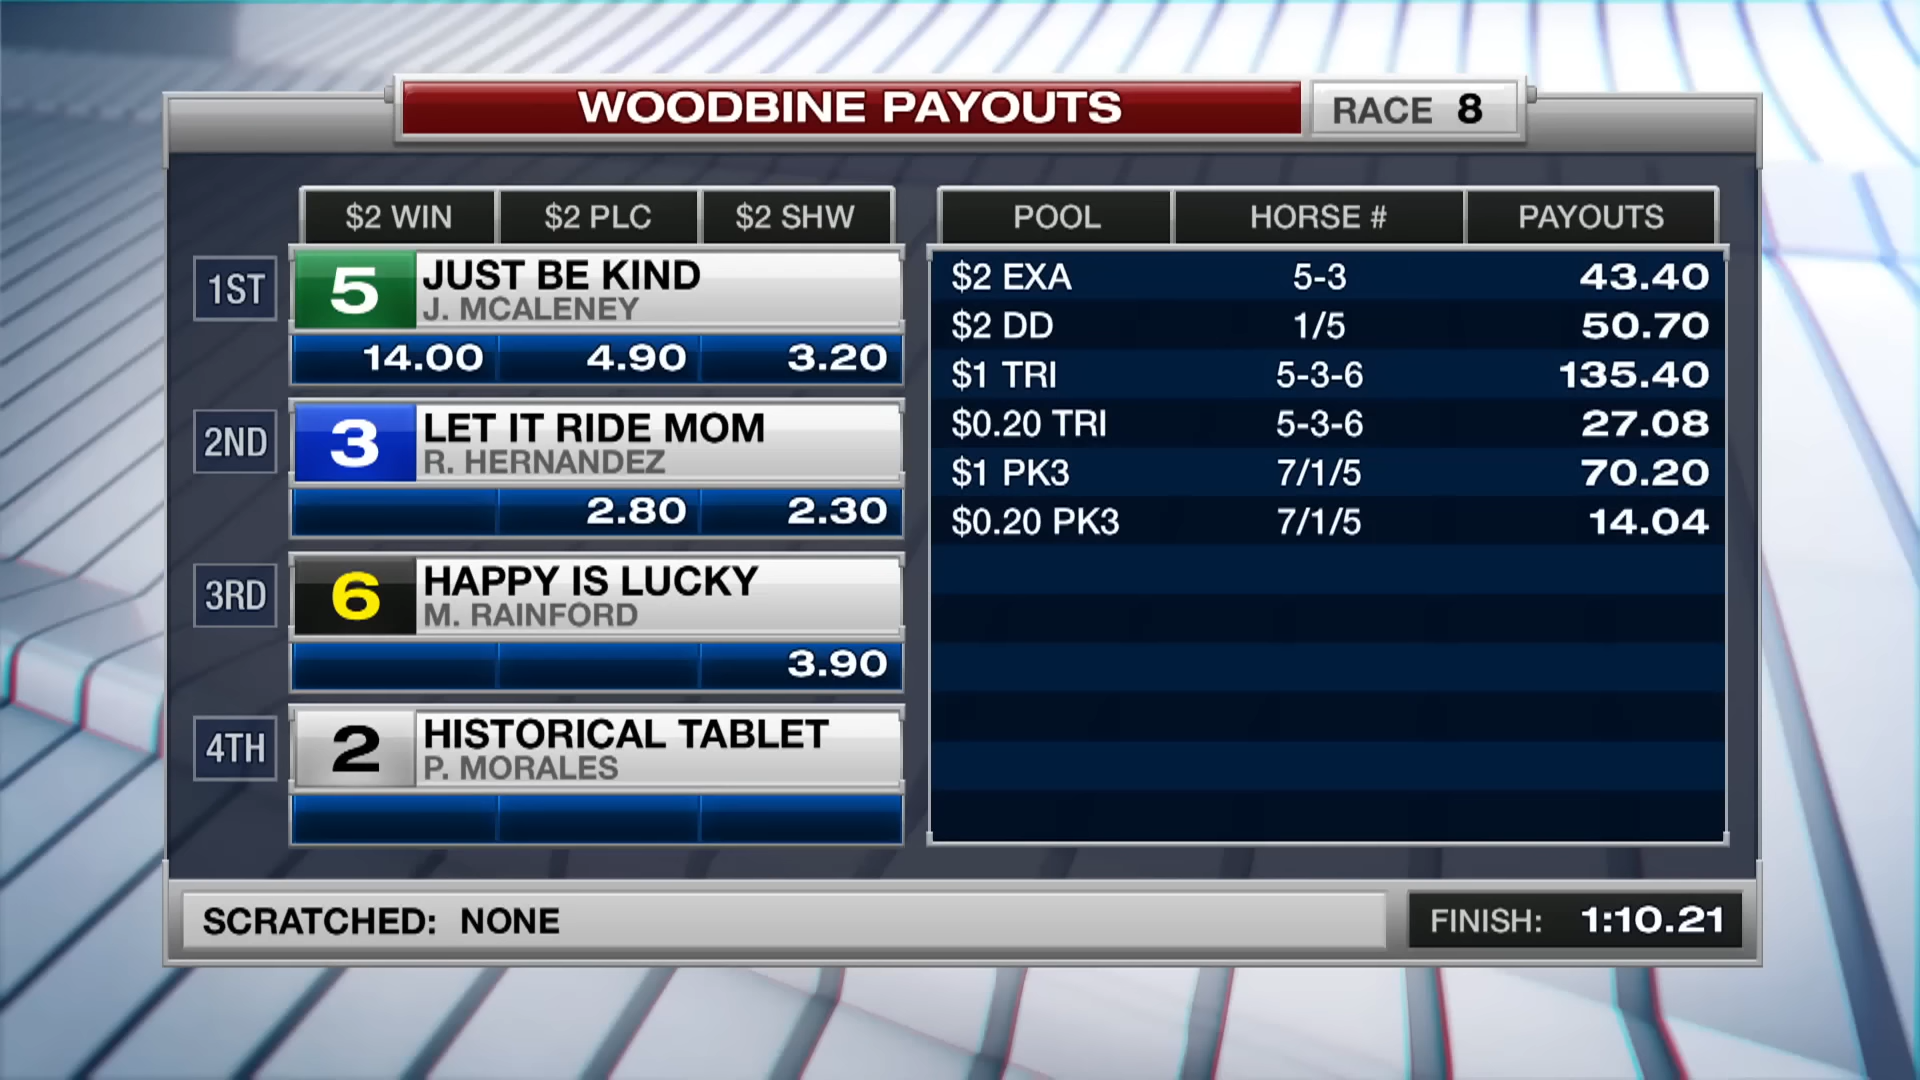 WOODBINE PAYOUTS
RACE 8
$2 WIN $2 PLC $2 SHW
1ST 5 JUST BE KIND
J. MCALENEY
14.00 4.90 3.20
2ND 3 LET IT RIDE MOM
R. HERNANDEZ
2.80 2.30
3RD 6 HAPPY IS LUCKY
M. RAINFORD
3.90
4TH 2 HISTORICAL TABLET
P. MORALES
POOL HORSE # PAYOUTS
$2 EXA 5-3 43.40
$2 DD 1/5 50.70
$1 TRI 5-3-6 135.40
$0.20 TRI 5-3-6 27.08
$1 PK3 7/1/5 70.20
$0.20 PK3 7/1/5 14.04
SCRATCHED: NONE
FINISH: 1:10.21